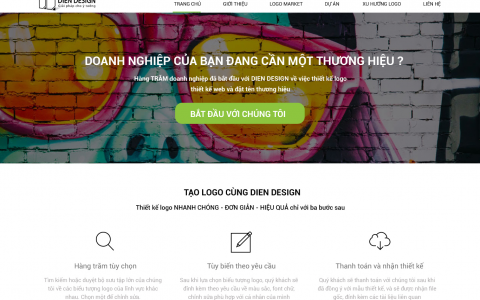 DIEN DESIGN
Giải pháp cho ý tưởng
TRANG CHỦ GIỚI THIỆU LOGO MARKET DỰ ÁN XU HƯỚNG LOGO LIÊN HỆ
DOANH NGHIỆP CỦA BẠN ĐANG CẦN MỘT THƯƠNG HIỆU ?
Hàng TRĂM doanh nghiệp đã bắt đầu với DIEN DESIGN về việc thiết kế logo
thiết kế web và đặt tên thương hiệu
BẮT ĐẦU VỚI CHÚNG TÔI
TẠO LOGO CÙNG DIEN DESIGN
Thiết kế logo NHANH CHÓNG - ĐƠN GIẢN - HIỆU QUẢ chỉ với ba bước sau
Hàng trăm tùy chọn
Tìm kiếm hoặc duyệt bộ sưu tập lớn của chúng
tôi về các biểu tượng logo của lĩnh vực khác
nhau. Chọn một để chỉnh sửa
Tùy biến theo yêu cầu
Sau khi lựa chọn biểu tượng logo, quý khách sẽ
đính kèm theo yêu cầu về màu sắc, font chữ,
chỉnh sửa phù hợp với cá nhân của mình
Thanh toán và nhận thiết kế
Quý khách sẽ thanh toán với chúng tôi sau khi
đã đồng ý với mẫu thiết kế, và sẽ được nhận file
gốc, đính kèm các tài liệu liên quan